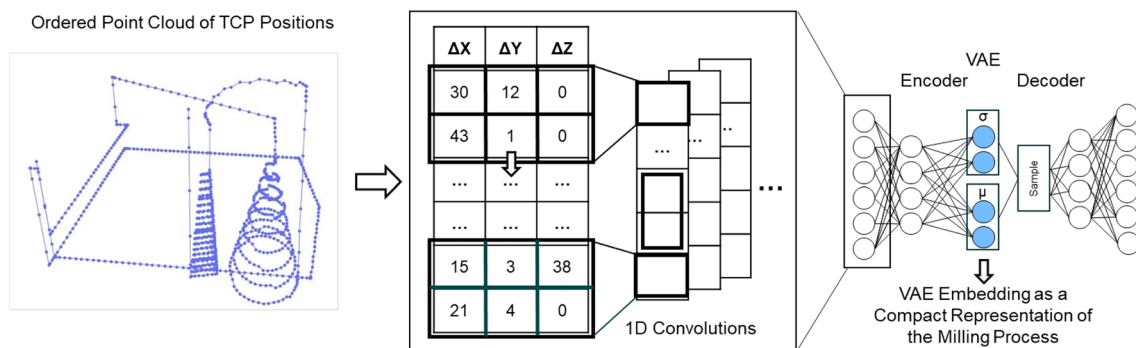 Ordered Point Cloud of TCP Positions
ΔX ΔY ΔZ
30 12 0
43 1 0
... ... ...
... ... ...
15 3 38
21 4 0
...
...
...
1D Convolutions
VAE
Encoder Decoder
σ
μ
Sample
VAE Embedding as a
Compact Representation of
the Milling Process